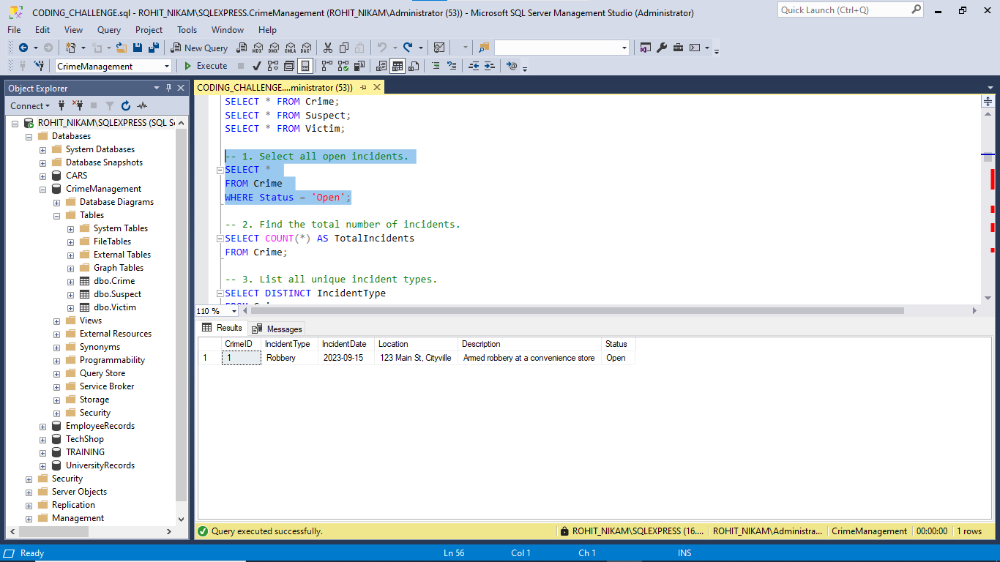 CODING_CHALLENGE.sql - ROHIT_NIKAM\SQLEXPRESS.CrimeManagement (ROHIT_NIKAM\Administrator (53)) - Microsoft SQL Server Management Studio (Administrator)
Quick Launch (Ctrl+Q)
File Edit View Query Project Tools Window Help
New Query MDX DMX XMLA DAX
CrimeManagement Execute
Object Explorer
Connect
ROHIT_NIKAM\SQLEXPRESS (SQL S
Databases
System Databases
Database Snapshots
CARS
CrimeManagement
Database Diagrams
Tables
System Tables
FileTables
External Tables
Graph Tables
dbo.Crime
dbo.Suspect
dbo.Victim
Views
External Resources
Synonyms
Programmability
Query Store
Service Broker
Storage
Security
EmployeeRecords
TechShop
TRAINING
UniversityRecords
Security
Server Objects
Replication
Management
CODING_CHALLENGE....ministrator (53))
SELECT * FROM Crime;
SELECT * FROM Suspect;
SELECT * FROM Victim;
-- 1. Select all open incidents.
SELECT *
FROM Crime
WHERE Status = 'Open';
-- 2. Find the total number of incidents.
SELECT COUNT(*) AS TotalIncidents
FROM Crime;
-- 3. List all unique incident types.
SELECT DISTINCT IncidentType
110 %
Results Messages
CrimeID IncidentType IncidentDate Location Description Status
1 1 Robbery 2023-09-15 123 Main St, Cityville Armed robbery at a convenience store Open
Query executed successfully. ROHIT_NIKAM\SQLEXPRESS (16.... ROHIT_NIKAM\Administra... CrimeManagement 00:00:00 1 rows
Ready Ln 56 Col 1 Ch 1 INS